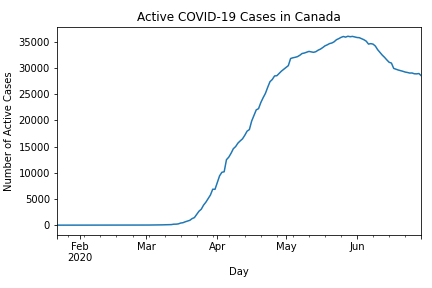 Active COVID-19 Cases in Canada
Number of Active Cases
35000
30000
25000
20000
15000
10000
5000
0
Feb Mar Apr May Jun
2020
Day